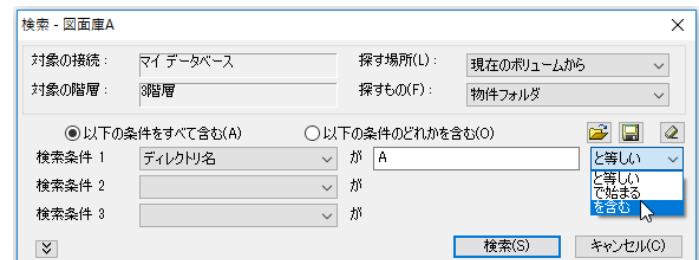 検索 - 図面庫A
対象の接続： マイ データベース 探す場所(L)： 現在のボリュームから
対象の階層： 3階層 探すもの(F)： 物件フォルダ
以下の条件をすべて含む(A) 以下の条件のどれかを含む(O)
検索条件 1 ディレクトリ名 が A と等しい
と等しい
で始まる
検索条件 2 が を含む
検索条件 3 が
検索(S) キャンセル(C)